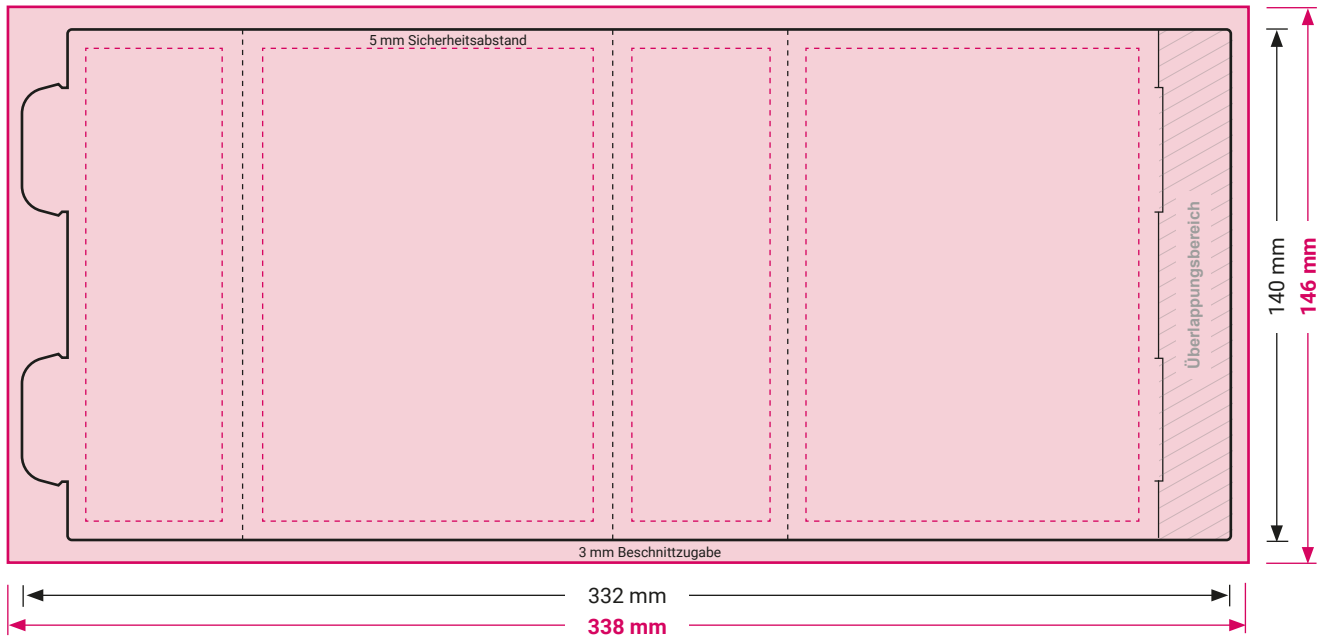 5 mm Sicherheitsabstand
Überlappungsbereich
140 mm
146 mm
3 mm Beschnittzugabe
332 mm
338 mm